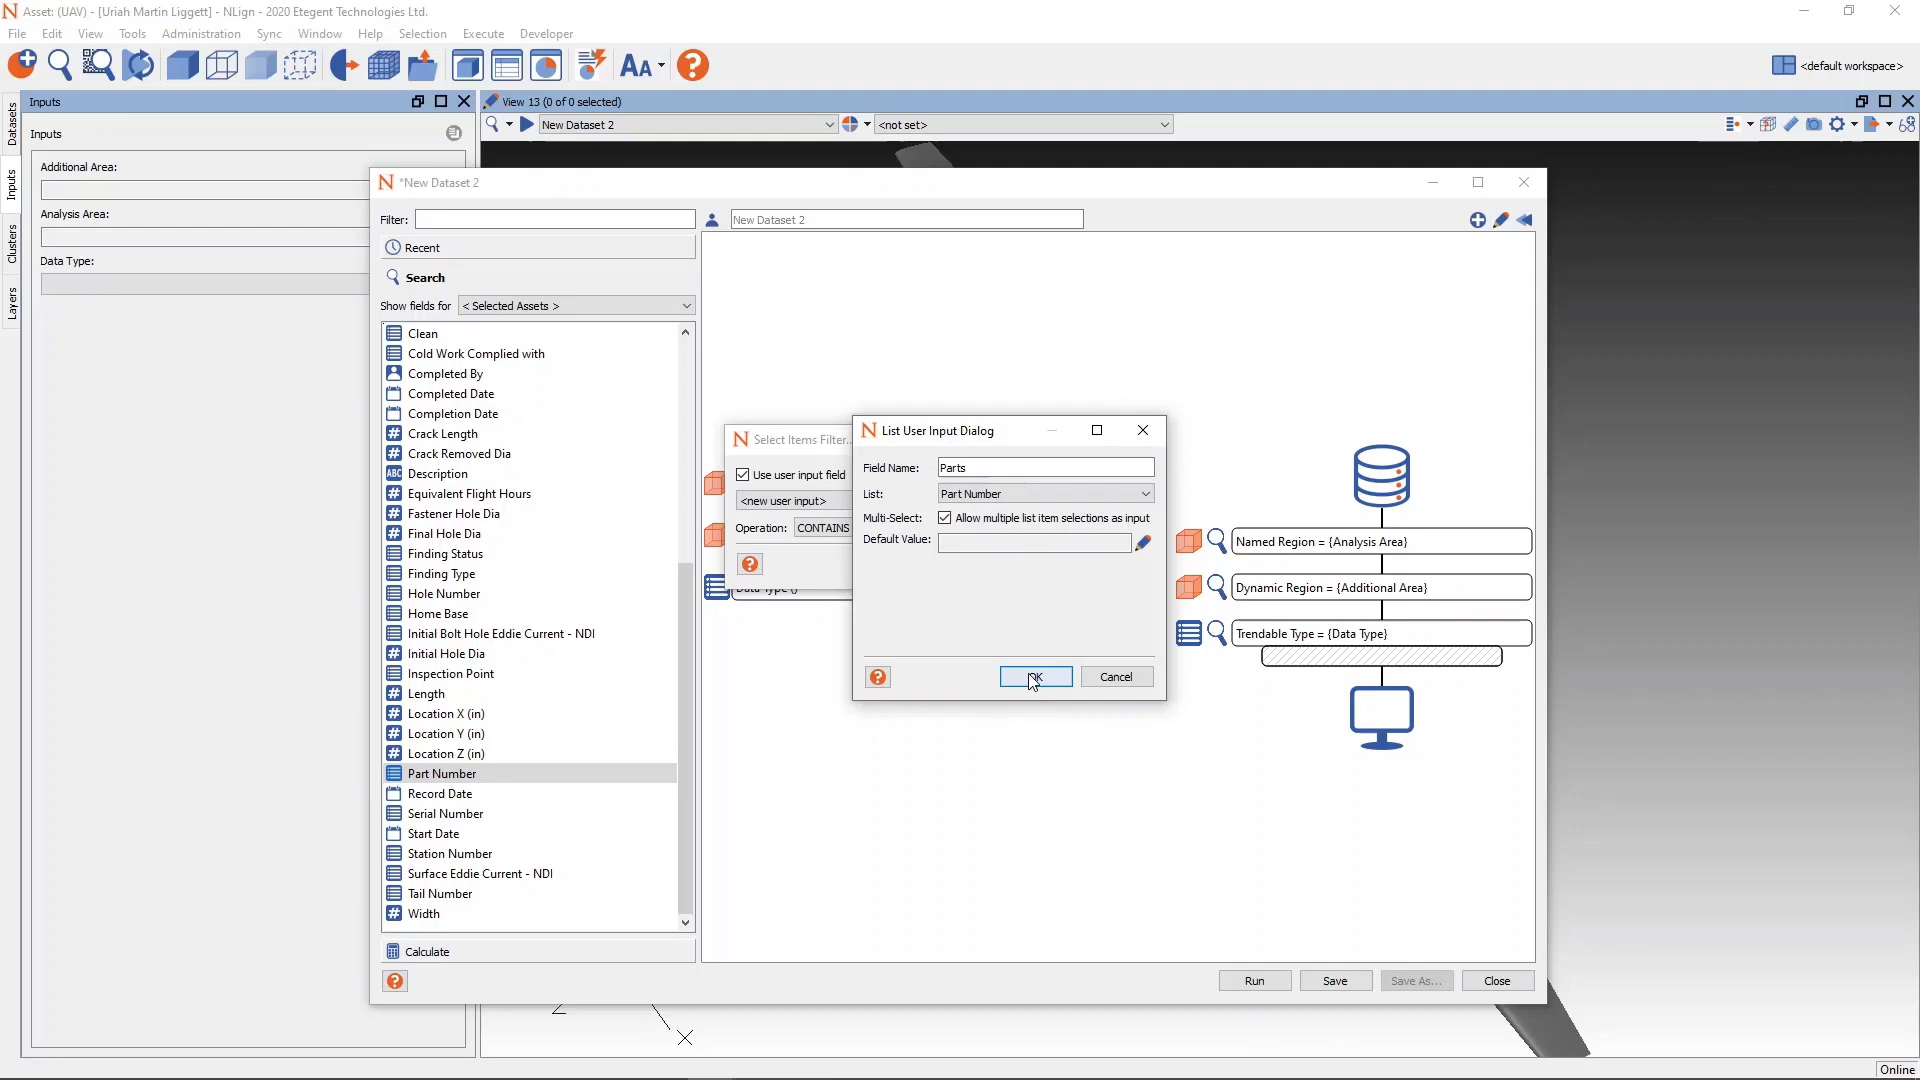 Asset: (UAV) - [Uriah Martin Liggett] - NLign - 2020 Etegent Technologies Ltd.
File Edit View Tools Administration Sync Window Help Selection Execute Developer
<default workspace>
Datasets
Inputs
Clusters
Layers
Inputs
Inputs
Additional Area:
Analysis Area:
Data Type:
View 13 (0 of 0 selected)
New Dataset 2
<not set>
*New Dataset 2
Filter:
New Dataset 2
Recent
Search
Show fields for < Selected Assets >
Clean
Cold Work Complied with
Completed By
Completed Date
Completion Date
Crack Length
Crack Removed Dia
Description
Equivalent Flight Hours
Fastener Hole Dia
Final Hole Dia
Finding Status
Finding Type
Hole Number
Home Base
Initial Bolt Hole Eddie Current - NDI
Initial Hole Dia
Inspection Point
Length
Location X (in)
Location Y (in)
Location Z (in)
Part Number
Record Date
Serial Number
Start Date
Station Number
Surface Eddie Current - NDI
Tail Number
Width
Calculate
Select Items Filter...
Use user input field
<new user input>
Operation: CONTAINS
Data Type ()
List User Input Dialog
Field Name: Parts
List: Part Number
Multi-Select: Allow multiple list item selections as input
Default Value:
OK
Cancel
Named Region = {Analysis Area}
Dynamic Region = {Additional Area}
Trendable Type = {Data Type}
Run
Save
Save As...
Close
Z
X
Online